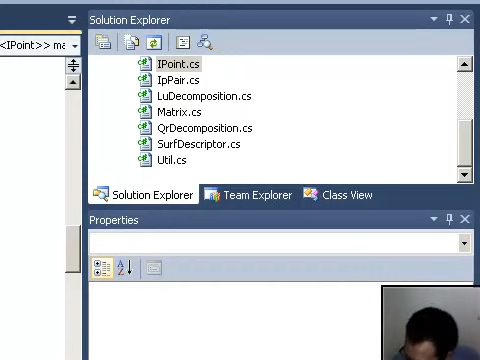 Solution Explorer
<IPoint>> ma
IPoint.cs
IpPair.cs
LuDecomposition.cs
Matrix.cs
QrDecomposition.cs
SurfDescriptor.cs
Util.cs
Solution Explorer
Team Explorer
Class View
Properties